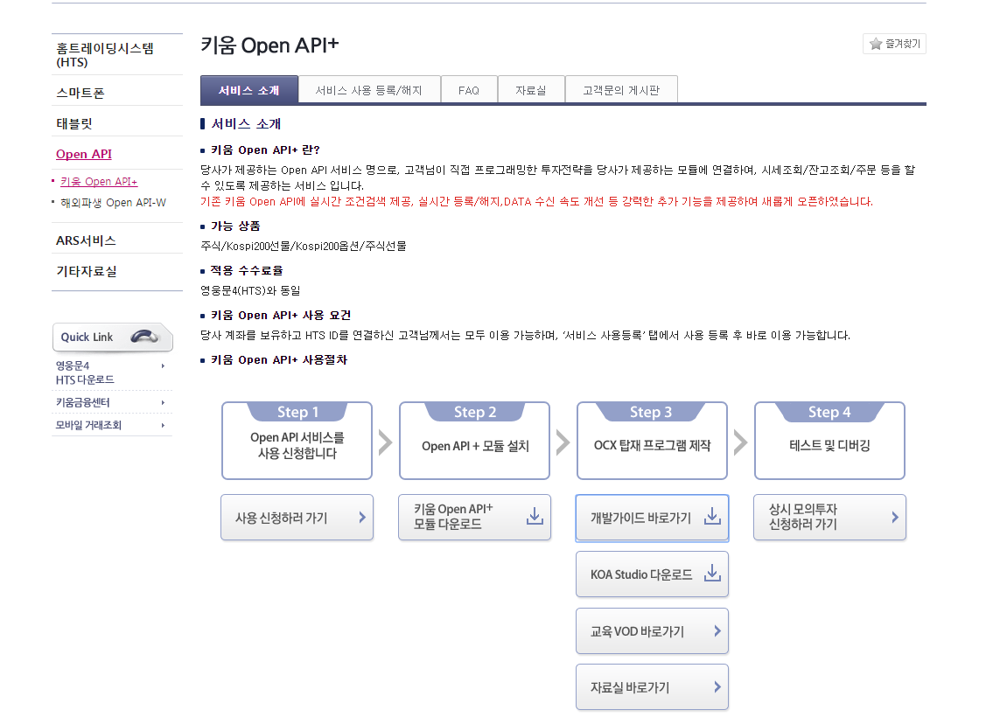 키움 Open API+
즐겨찾기
홈트레이딩시스템
(HTS)
스마트폰
태블릿
Open API
키움 Open API+
해외파생 Open API-W
ARS서비스
기타자료실
Quick Link
영웅문4
HTS 다운로드
키움금융센터
모바일 거래조회
서비스 소개
서비스 사용 등록/해지
FAQ
자료실
고객문의 게시판
서비스 소개
키움 Open API+ 란?
당사가 제공하는 Open API 서비스 명으로, 고객님이 직접 프로그래밍한 투자전략을 당사가 제공하는 모듈에 연결하여, 시세조회/잔고조회/주문 등을 할
수 있도록 제공하는 서비스 입니다.
기존 키움 Open API에 실시간 조건검색 제공, 실시간 등록/해지,DATA 수신 속도 개선 등 강력한 추가 기능을 제공하여 새롭게 오픈하였습니다.
가능 상품
주식/Kospi200선물/Kospi200옵션/주식선물
적용 수수료율
영웅문4(HTS)와 동일
키움 Open API+ 사용 요건
당사 계좌를 보유하고 HTS ID를 연결하신 고객님께서는 모두 이용 가능하며, ‘서비스 사용등록’ 탭에서 사용 등록 후 바로 이용 가능합니다.
키움 Open API+ 사용절차
Step 1
Open API 서비스를
사용 신청합니다
사용 신청하러 가기
Step 2
Open API + 모듈 설치
키움 Open API+
모듈 다운로드
Step 3
OCX 탑재 프로그램 제작
개발가이드 바로가기
KOA Studio 다운로드
교육 VOD 바로가기
자료실 바로가기
Step 4
테스트 및 디버깅
상시 모의투자
신청하러 가기